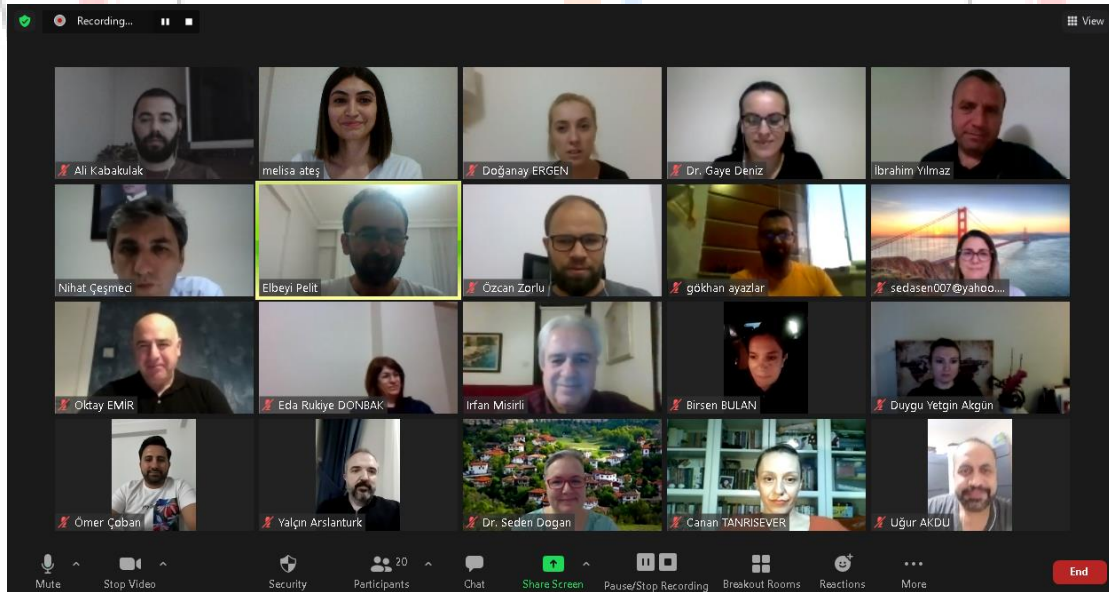 Recording...
View
Ali Kabakulak
melisa ateş
Doğanay ERGEN
Dr. Gaye Deniz
İbrahim Yılmaz
Nihat Çeşmeci
Elbeyi Pelit
Özcan Zorlu
gökhan ayazlar
sedasen007@yahoo....
Oktay EMİR
Eda Rukiye DONBAK
Irfan Misirli
Birsen BULAN
Duygu Yetgin Akgün
Ömer Çoban
Yalçın Arslanturk
Dr. Seden Dogan
Canan TANRISEVER
Uğur AKDU
20
Mute
Stop Video
Security
Participants
Chat
Share Screen
Pause/Stop Recording
Breakout Rooms
Reactions
More
End